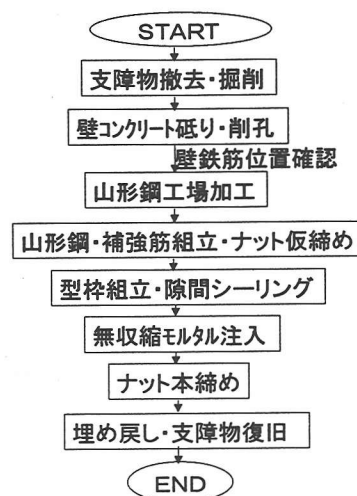 START
支障物撤去・掘削
壁コンクリート砥り・削孔
壁鉄筋位置確認
山形鋼工場加工
山形鋼・補強筋組立・ナット仮締め
型枠組立・隙間シーリング
無収縮モルタル注入
ナット本締め
埋め戻し・支障物復旧
END